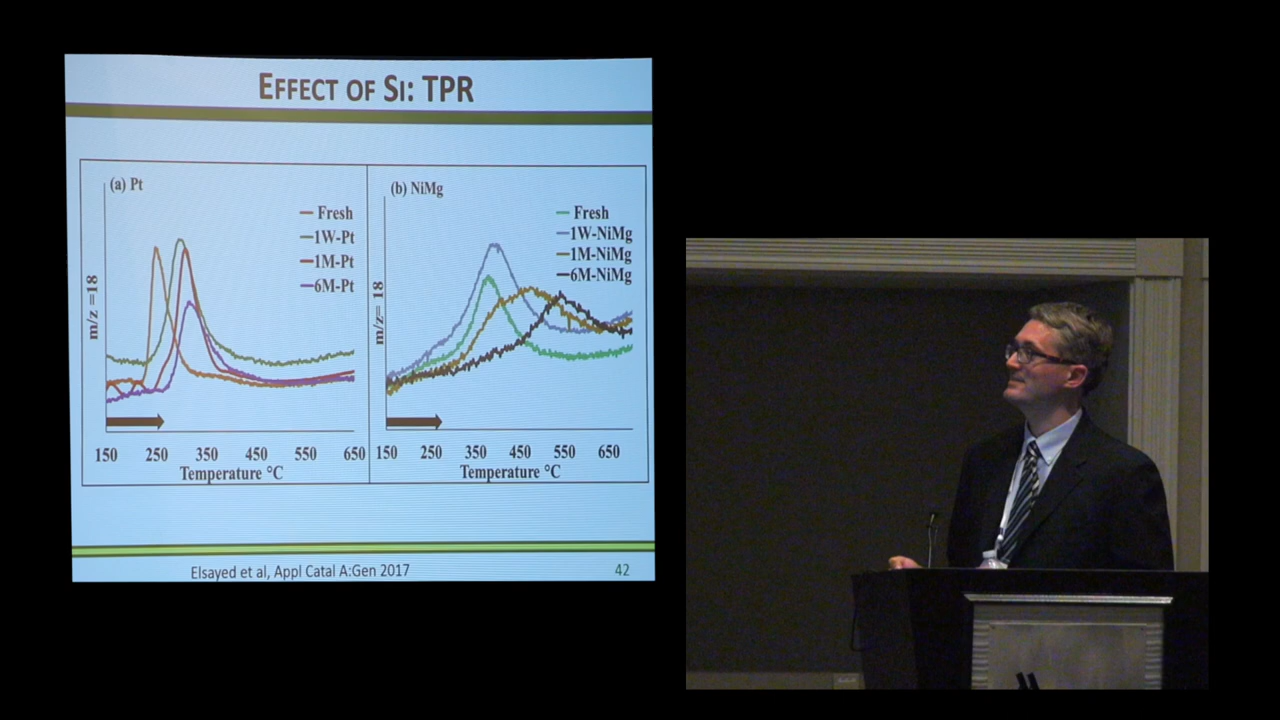 EFFECT OF SI: TPR
(a) Pt
Fresh
1W-Pt
1M-Pt
6M-Pt
m/z =18
150 250 350 450 550 650
Temperature °C
(b) NiMg
Fresh
1W-NiMg
1M-NiMg
6M-NiMg
m/z= 18
150 250 350 450 550 650
Temperature °C
Elsayed et al, Appl Catal A:Gen 2017
42